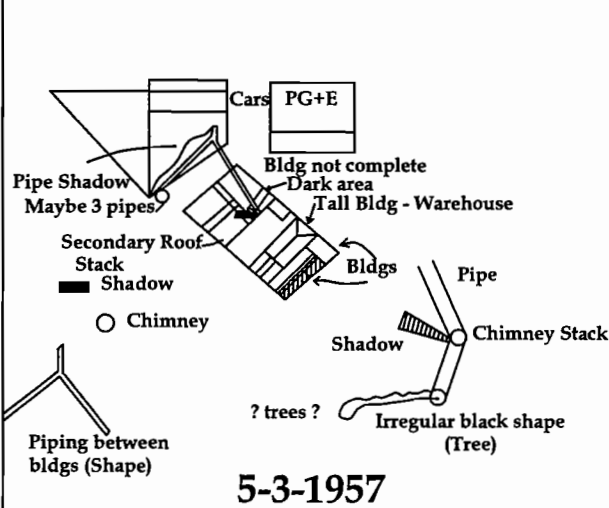 Cars
PG+E
Bldg not complete
Dark area
Tall Bldg - Warehouse
Pipe Shadow
Maybe 3 pipes
Secondary Roof
Stack
Shadow
Bldgs
Chimney
Pipe
Chimney Stack
Shadow
? trees ?
Irregular black shape
(Tree)
Piping between
bldgs (Shape)
5-3-1957